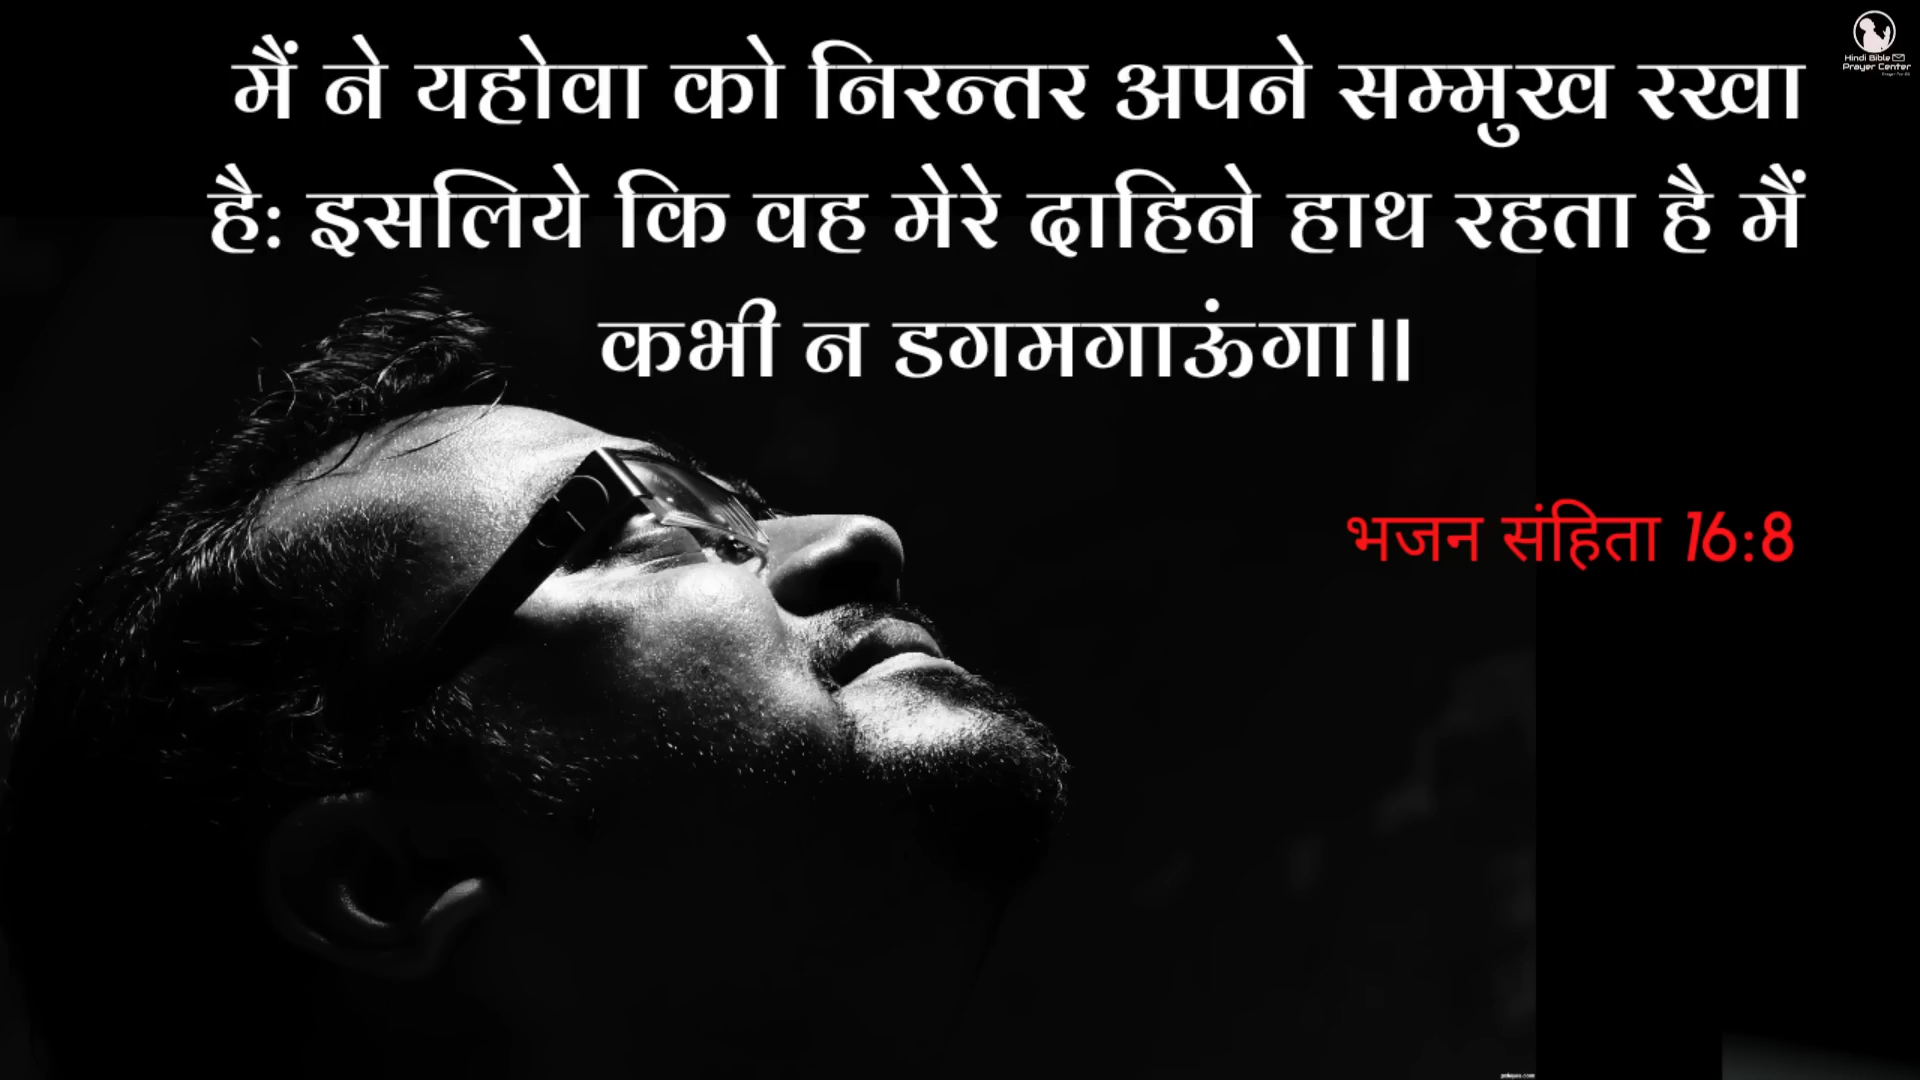 मैं ने यहोवा को निरन्तर अपने सम्मुख रखा
है: इसलिये कि वह मेरे दाहिने हाथ रहता है मैं
कभी न डगमगाऊंगा॥
भजन संहिता 16:8
Hindi Bible
Prayer Center